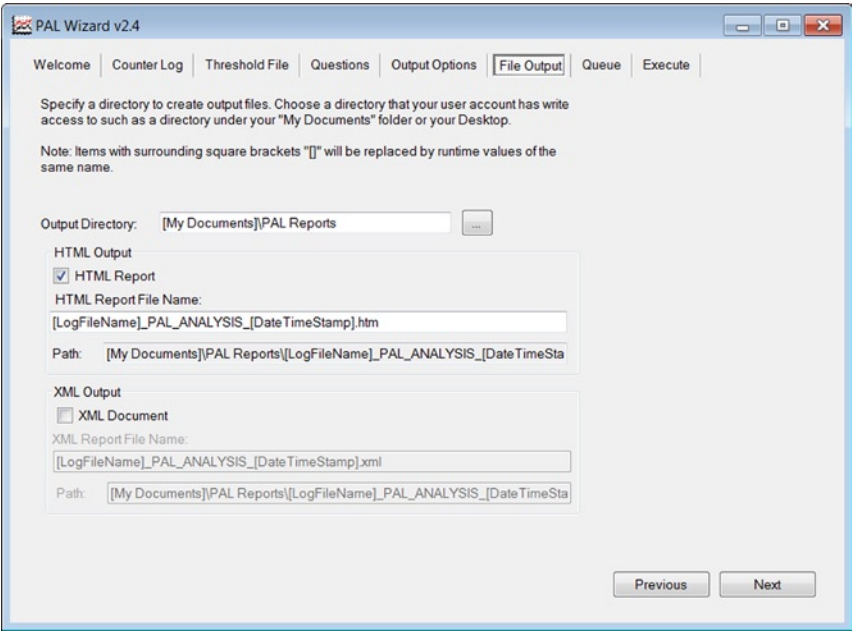 PAL Wizard v2.4
Welcome Counter Log Threshold File Questions Output Options File Output Queue Execute
Specify a directory to create output files. Choose a directory that your user account has write
access to such as a directory under your "My Documents" folder or your Desktop.
Note: Items with surrounding square brackets "[]" will be replaced by runtime values of the
same name.
Output Directory: [My Documents]\PAL Reports ...
HTML Output
HTML Report
HTML Report File Name:
[LogFileName]_PAL_ANALYSIS_[DateTimeStamp].htm
Path: [My Documents]\PAL Reports\[LogFileName]_PAL_ANALYSIS_[DateTimeSta
XML Output
XML Document
XML Report File Name:
[LogFileName]_PAL_ANALYSIS_[DateTimeStamp].xml
Path: [My Documents]\PAL Reports\[LogFileName]_PAL_ANALYSIS_[DateTimeSta
Previous Next